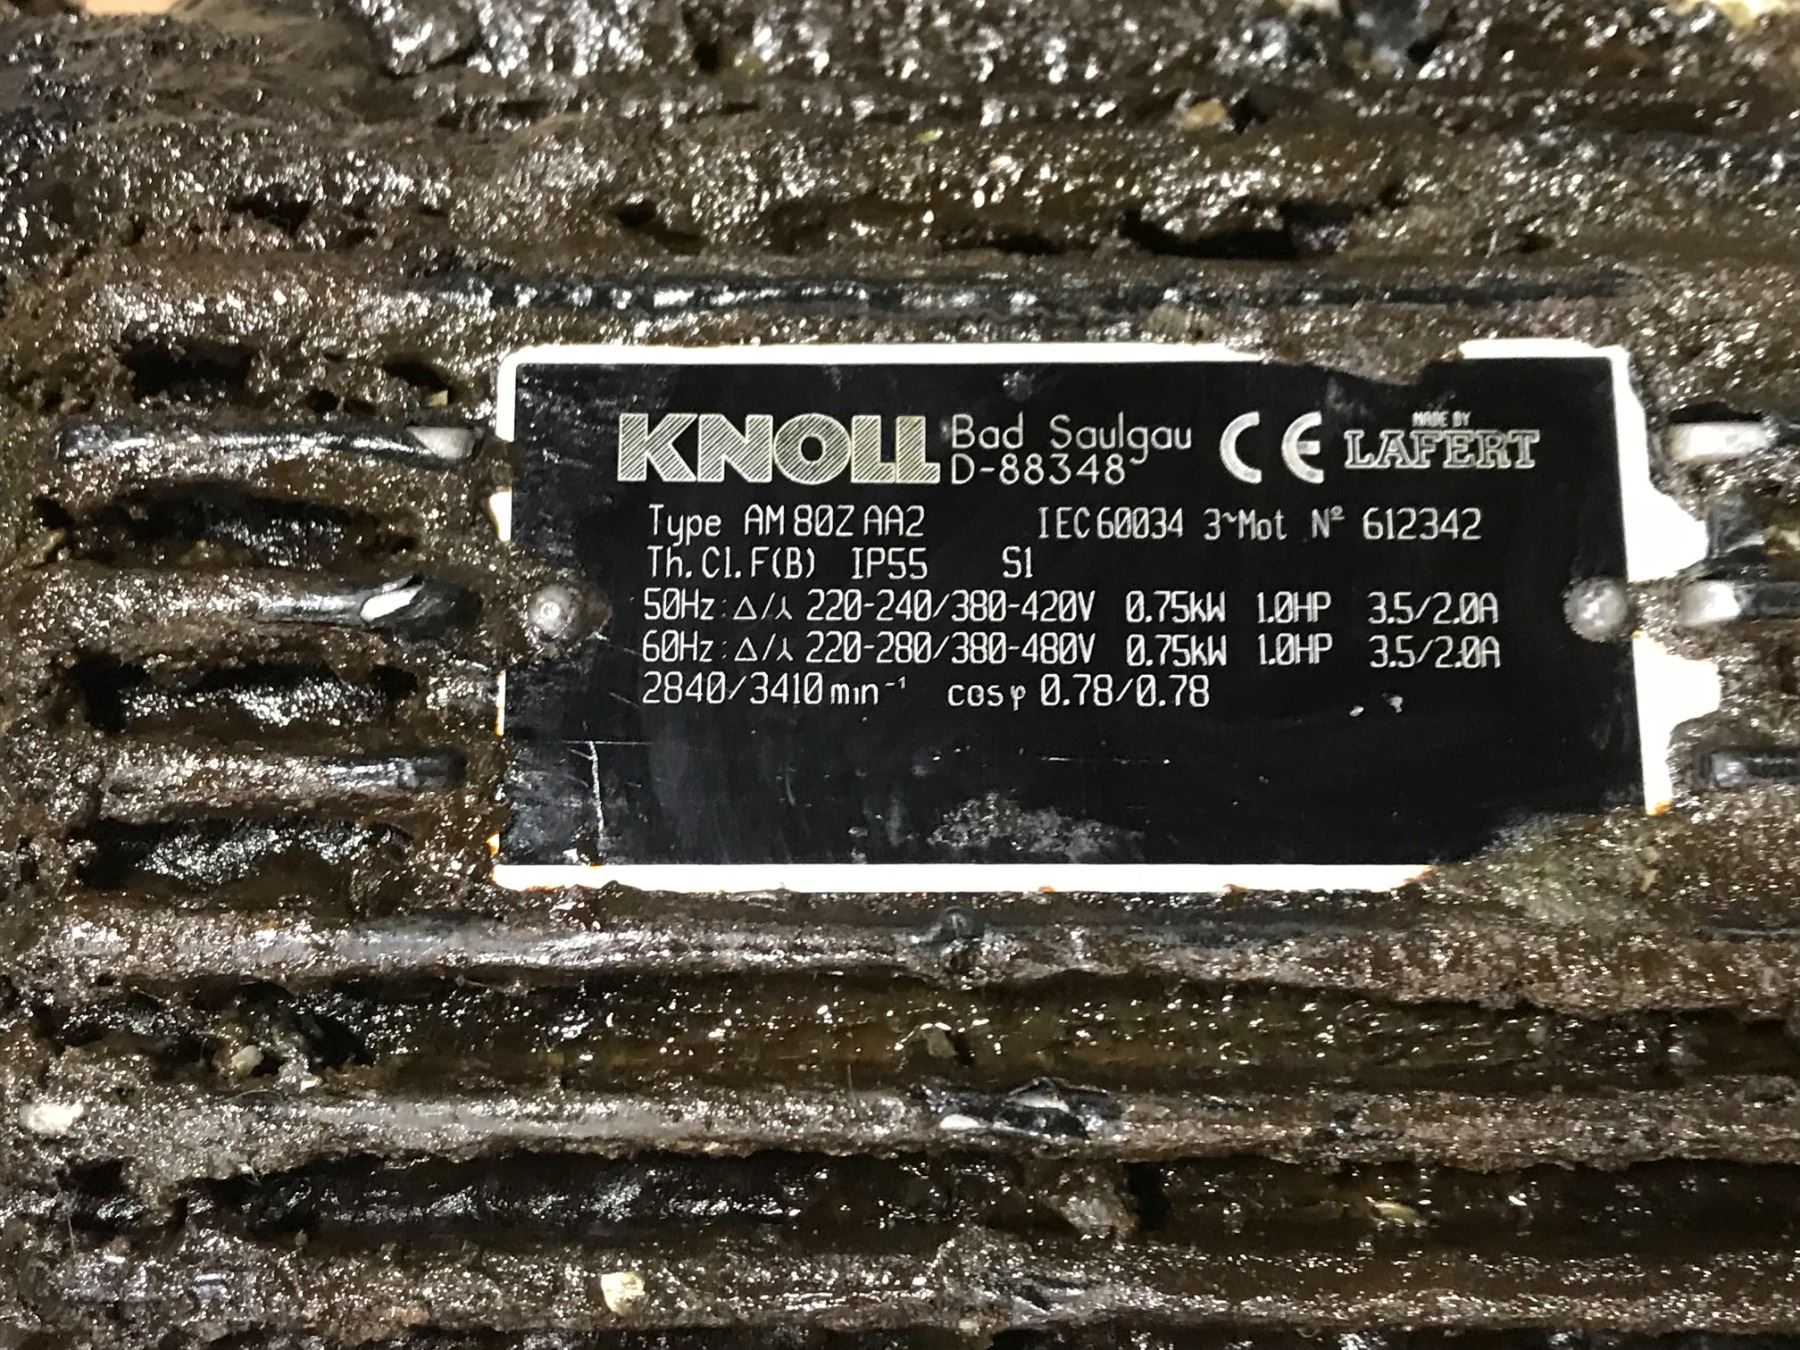 KNOLL Bad Saulgau CE MADE BY
D-88348 LAFERT
Type AM 80Z AA2 IEC 60034 3~Mot Nº 612342
Th.Cl.F(B) IP55 S1
50Hz: Δ/⅄ 220-240/380-420V 0.75kW 1.0HP 3.5/2.0A
60Hz: Δ/⅄ 220-280/380-480V 0.75kW 1.0HP 3.5/2.0A
2840/3410min⁻¹ cosφ 0.78/0.78